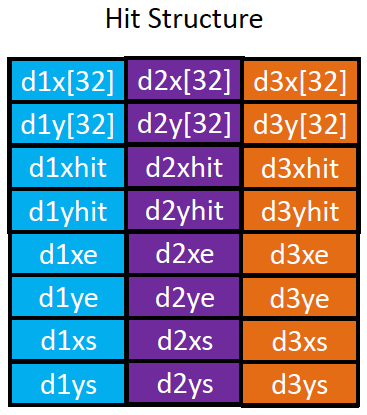 Hit Structure
d1x[32] d2x[32] d3x[32]
d1y[32] d2y[32] d3y[32]
d1xhit d2xhit d3xhit
d1yhit d2yhit d3yhit
d1xe d2xe d3xe
d1ye d2ye d3ye
d1xs d2xs d3xs
d1ys d2ys d3ys